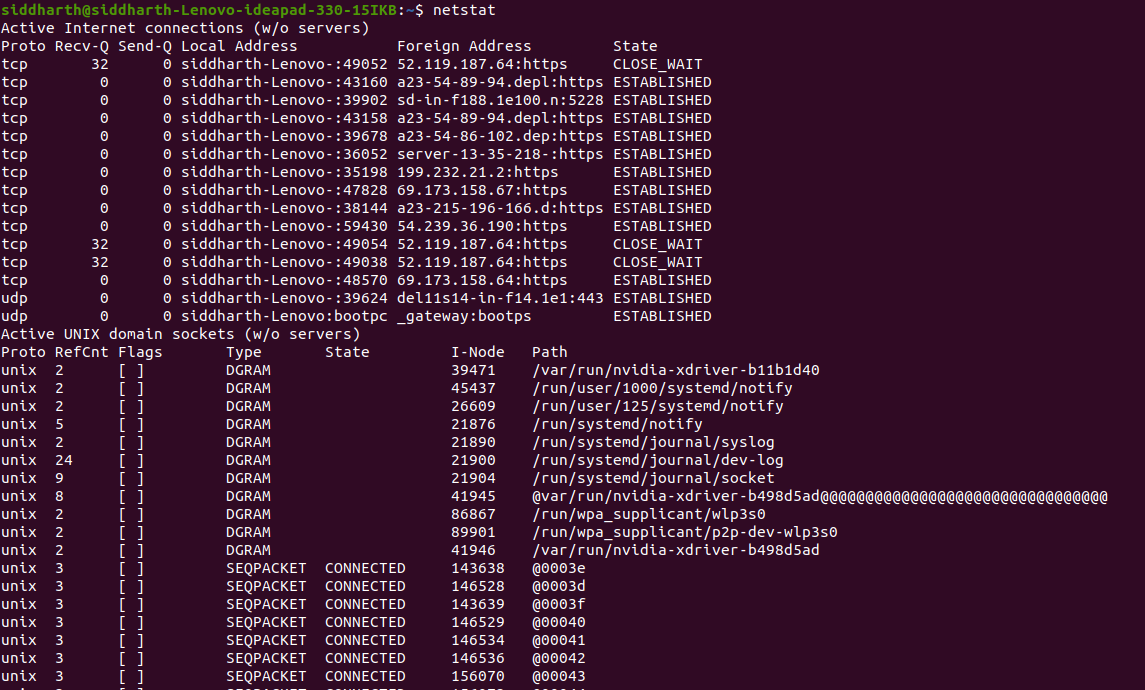 siddharth@siddharth-Lenovo-ideapad-330-15IKB:~$ netstat
Active Internet connections (w/o servers)
Proto Recv-Q Send-Q Local Address           Foreign Address         State
tcp       32      0 siddharth-Lenovo-:49052 52.119.187.64:https     CLOSE_WAIT
tcp        0      0 siddharth-Lenovo-:43160 a23-54-89-94.depl:https ESTABLISHED
tcp        0      0 siddharth-Lenovo-:39902 sd-in-f188.1e100.n:5228 ESTABLISHED
tcp        0      0 siddharth-Lenovo-:43158 a23-54-89-94.depl:https ESTABLISHED
tcp        0      0 siddharth-Lenovo-:39678 a23-54-86-102.dep:https ESTABLISHED
tcp        0      0 siddharth-Lenovo-:36052 server-13-35-218-:https ESTABLISHED
tcp        0      0 siddharth-Lenovo-:35198 199.232.21.2:https      ESTABLISHED
tcp        0      0 siddharth-Lenovo-:47828 69.173.158.67:https     ESTABLISHED
tcp        0      0 siddharth-Lenovo-:38144 a23-215-196-166.d:https ESTABLISHED
tcp        0      0 siddharth-Lenovo-:59430 54.239.36.190:https     ESTABLISHED
tcp       32      0 siddharth-Lenovo-:49054 52.119.187.64:https     CLOSE_WAIT
tcp       32      0 siddharth-Lenovo-:49038 52.119.187.64:https     CLOSE_WAIT
tcp        0      0 siddharth-Lenovo-:48570 69.173.158.64:https     ESTABLISHED
udp        0      0 siddharth-Lenovo-:39624 del11s14-in-f14.1e1:443 ESTABLISHED
udp        0      0 siddharth-Lenovo:bootpc _gateway:bootps         ESTABLISHED
Active UNIX domain sockets (w/o servers)
Proto RefCnt Flags       Type       State         I-Node   Path
unix  2      [ ]         DGRAM                    39471    /var/run/nvidia-xdriver-b11b1d40
unix  2      [ ]         DGRAM                    45437    /run/user/1000/systemd/notify
unix  2      [ ]         DGRAM                    26609    /run/user/125/systemd/notify
unix  5      [ ]         DGRAM                    21876    /run/systemd/notify
unix  2      [ ]         DGRAM                    21890    /run/systemd/journal/syslog
unix  24     [ ]         DGRAM                    21900    /run/systemd/journal/dev-log
unix  9      [ ]         DGRAM                    21904    /run/systemd/journal/socket
unix  8      [ ]         DGRAM                    41945    @var/run/nvidia-xdriver-b498d5ad@@@@@@@@@@@@@@@@@@@@@@@@@@@@@@@@
unix  2      [ ]         DGRAM                    86867    /run/wpa_supplicant/wlp3s0
unix  2      [ ]         DGRAM                    89901    /run/wpa_supplicant/p2p-dev-wlp3s0
unix  2      [ ]         DGRAM                    41946    /var/run/nvidia-xdriver-b498d5ad
unix  3      [ ]         SEQPACKET  CONNECTED     143638   @0003e
unix  3      [ ]         SEQPACKET  CONNECTED     146528   @0003d
unix  3      [ ]         SEQPACKET  CONNECTED     143639   @0003f
unix  3      [ ]         SEQPACKET  CONNECTED     146529   @00040
unix  3      [ ]         SEQPACKET  CONNECTED     146534   @00041
unix  3      [ ]         SEQPACKET  CONNECTED     146536   @00042
unix  3      [ ]         SEQPACKET  CONNECTED     156070   @00043